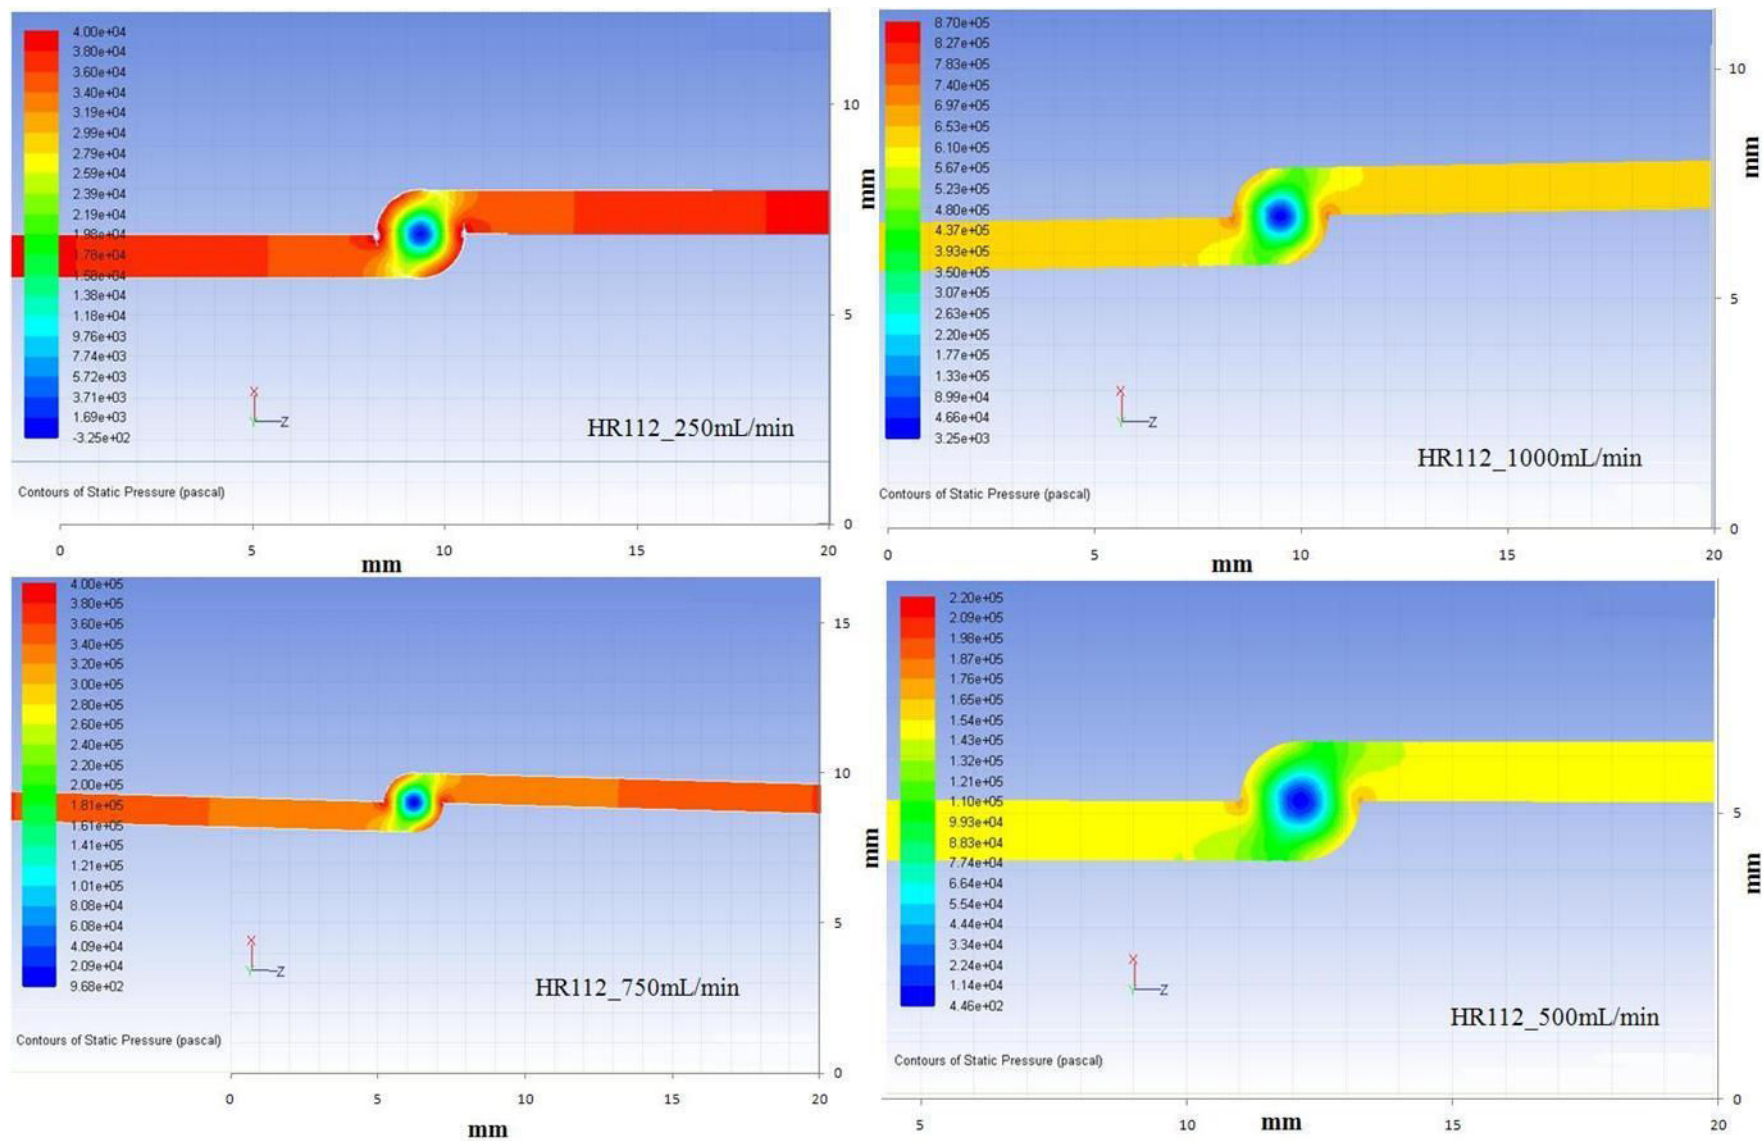 4.00e+04
3.80e+04
3.60e+04
3.40e+04
3.19e+04
2.99e+04
2.79e+04
2.59e+04
2.39e+04
2.19e+04
1.98e+04
1.78e+04
1.58e+04
1.38e+04
1.18e+04
9.76e+03
7.74e+03
5.72e+03
3.71e+03
1.69e+03
-3.25e+02
X
Y
Z
HR112_250mL/min
Contours of Static Pressure (pascal)
10
5
0
mm
0 5 10 15 20
mm
8.70e+05
8.27e+05
7.83e+05
7.40e+05
6.97e+05
6.53e+05
6.10e+05
5.67e+05
5.23e+05
4.80e+05
4.37e+05
3.93e+05
3.50e+05
3.07e+05
2.63e+05
2.20e+05
1.77e+05
1.33e+05
8.99e+04
4.66e+04
3.25e+03
X
Y
Z
HR112_1000mL/min
Contours of Static Pressure (pascal)
10
5
0
mm
0 5 10 15 20
mm
4.00e+05
3.80e+05
3.60e+05
3.40e+05
3.20e+05
3.00e+05
2.80e+05
2.60e+05
2.40e+05
2.20e+05
2.00e+05
1.81e+05
1.61e+05
1.41e+05
1.21e+05
1.01e+05
8.08e+04
6.08e+04
4.09e+04
2.09e+04
9.68e+02
X
Y
Z
HR112_750mL/min
Contours of Static Pressure (pascal)
15
10
5
0
mm
0 5 10 15 20
mm
2.20e+05
2.09e+05
1.98e+05
1.87e+05
1.76e+05
1.65e+05
1.54e+05
1.43e+05
1.32e+05
1.21e+05
1.10e+05
9.93e+04
8.83e+04
7.74e+04
6.64e+04
5.54e+04
4.44e+04
3.34e+04
2.24e+04
1.14e+04
4.46e+02
X
Y
Z
HR112_500mL/min
Contours of Static Pressure (pascal)
5
0
mm
5 10 15 20
mm